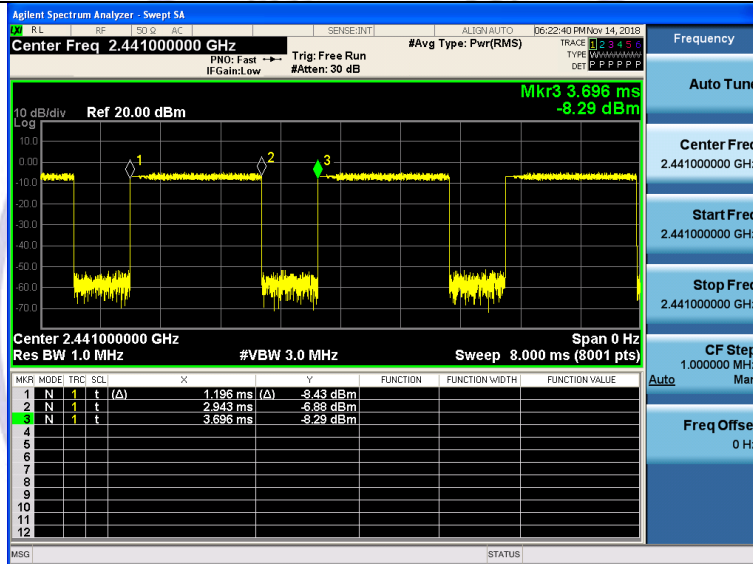 Agilent Spectrum Analyzer - Swept SA
LXI RL RF 50 Ω AC SENSE:INT ALIGN AUTO 06:22:40 PM Nov 14, 2018
Center Freq 2.441000000 GHz #Avg Type: Pwr(RMS) TRACE 1 2 3 4 5 6
PNO: Fast Trig: Free Run TYPE WWWWWW
IFGain:Low #Atten: 30 dB DET P P P P P P
Mkr3 3.696 ms
10 dB/div Ref 20.00 dBm -8.29 dBm
Log
10.0
0.00
-10.0
-20.0
-30.0
-40.0
-50.0
-60.0
-70.0
1
2
3
Center 2.441000000 GHz Span 0 Hz
Res BW 1.0 MHz #VBW 3.0 MHz Sweep 8.000 ms (8001 pts)
MKR MODE TRC SCL X Y FUNCTION FUNCTION WIDTH FUNCTION VALUE
1 N 1 t (Δ) 1.196 ms (Δ) -8.43 dBm
2 N 1 t 2.943 ms -6.88 dBm
3 N 1 t 3.696 ms -8.29 dBm
4
5
6
7
8
9
10
11
12
MSG STATUS
Frequency
Auto Tune
Center Freq
2.441000000 GHz
Start Freq
2.441000000 GHz
Stop Freq
2.441000000 GHz
CF Step
1.000000 MHz
Auto Man
Freq Offset
0 Hz